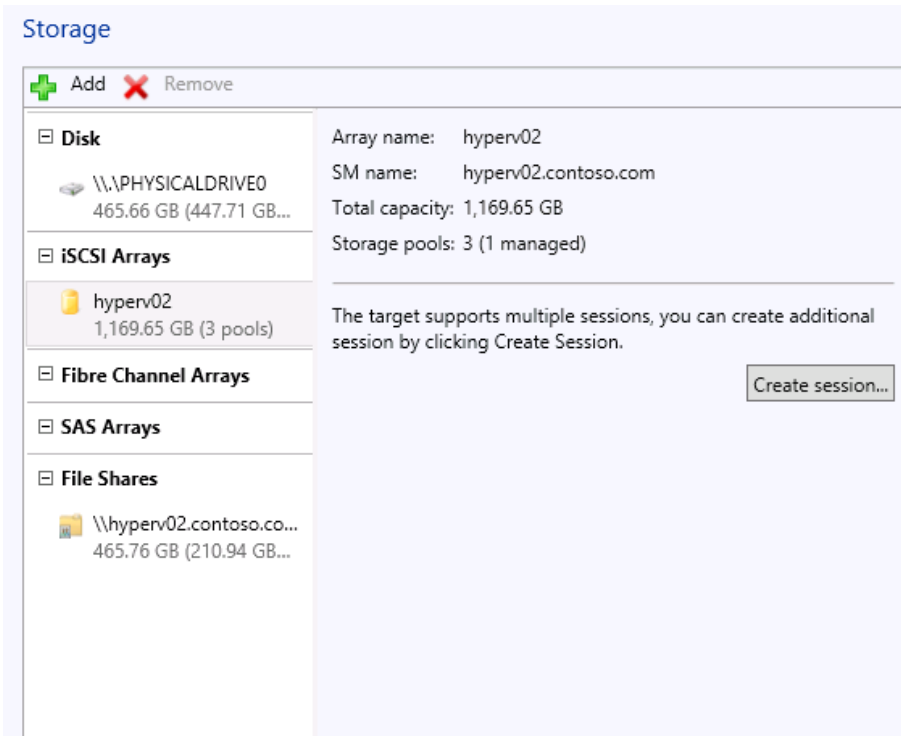 Storage
Add Remove
Disk
\\.\PHYSICALDRIVE0
465.66 GB (447.71 GB...
iSCSI Arrays
hyperv02
1,169.65 GB (3 pools)
Fibre Channel Arrays
SAS Arrays
File Shares
\\hyperv02.contoso.co...
465.76 GB (210.94 GB...
Array name: hyperv02
SM name: hyperv02.contoso.com
Total capacity: 1,169.65 GB
Storage pools: 3 (1 managed)
The target supports multiple sessions, you can create additional
session by clicking Create Session.
Create session...